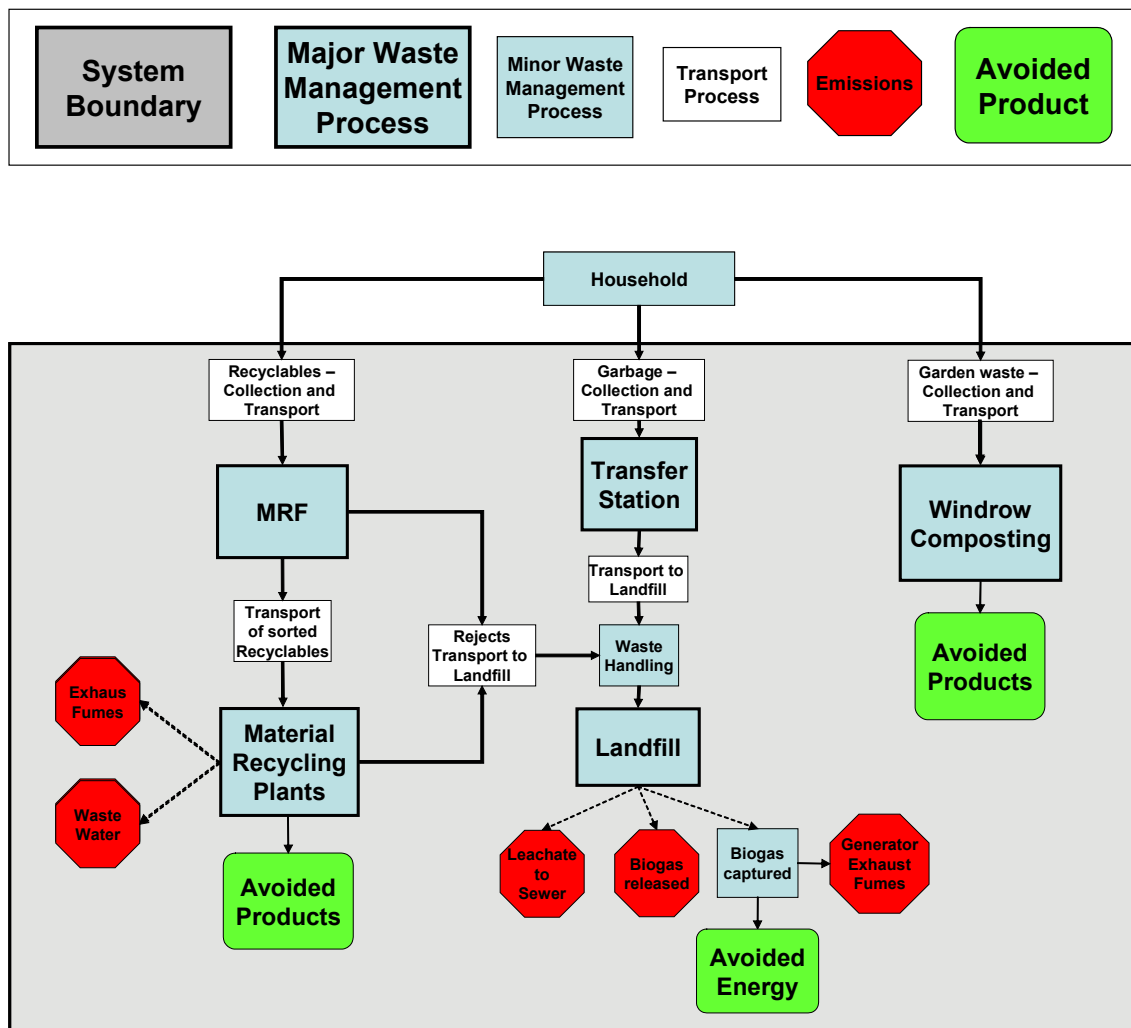 System
Boundary
Major Waste
Management
Process
Minor Waste
Management
Process
Transport
Process
Emissions
Avoided
Product
Household
Recyclables –
Collection and
Transport
Garbage –
Collection and
Transport
Garden waste –
Collection and
Transport
MRF
Transfer
Station
Windrow
Composting
Transport to
Landfill
Transport
of sorted
Recyclables
Rejects
Transport to
Landfill
Waste
Handling
Avoided
Products
Exhaus
Fumes
Material
Recycling
Plants
Landfill
Waste
Water
Leachate
to
Sewer
Biogas
released
Biogas
captured
Generator
Exhaust
Fumes
Avoided
Products
Avoided
Energy